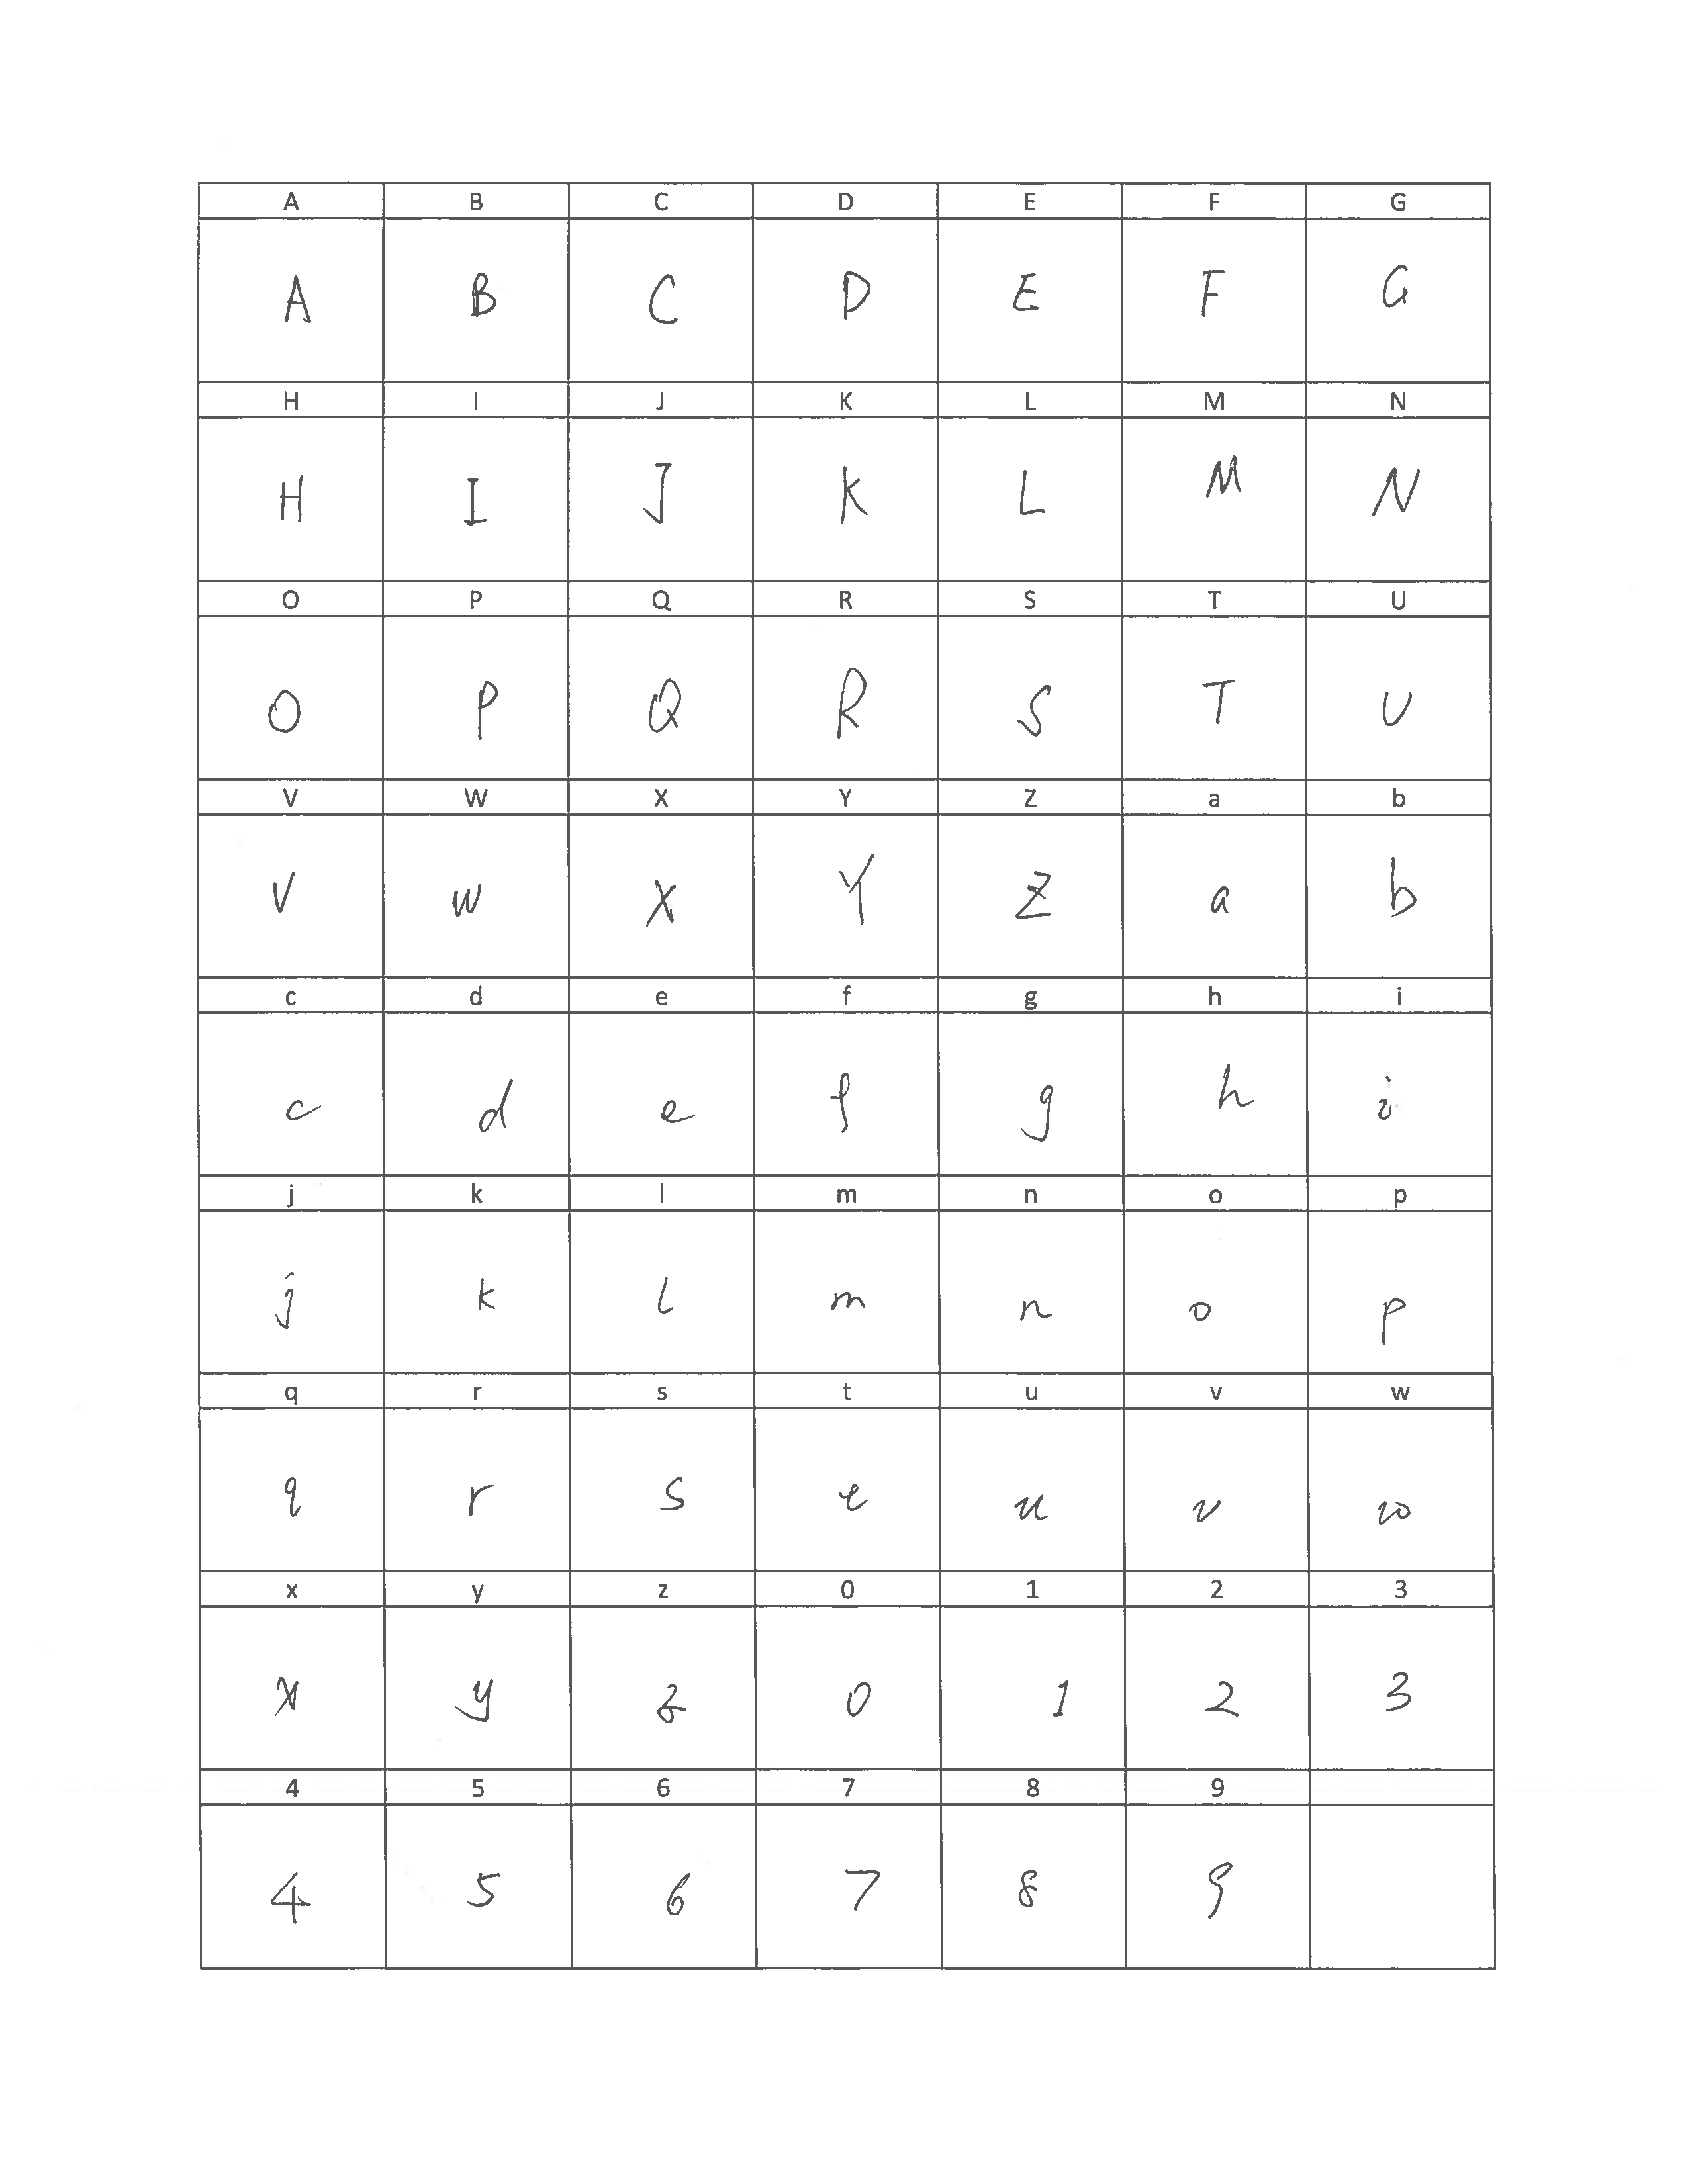 A B C D E F G
A B C D E F G
H I J K L M N
H I J K L M N
O P Q R S T U
O P Q R S T U
V W X Y Z a b
V W X Y Z a b
c d e f g h i
c d e f g h i
j k l m n o p
j k l m n o p
q r s t u v w
q r s t u v w
x y z 0 1 2 3
x y z 0 1 2 3
4 5 6 7 8 9
4 5 6 7 8 9